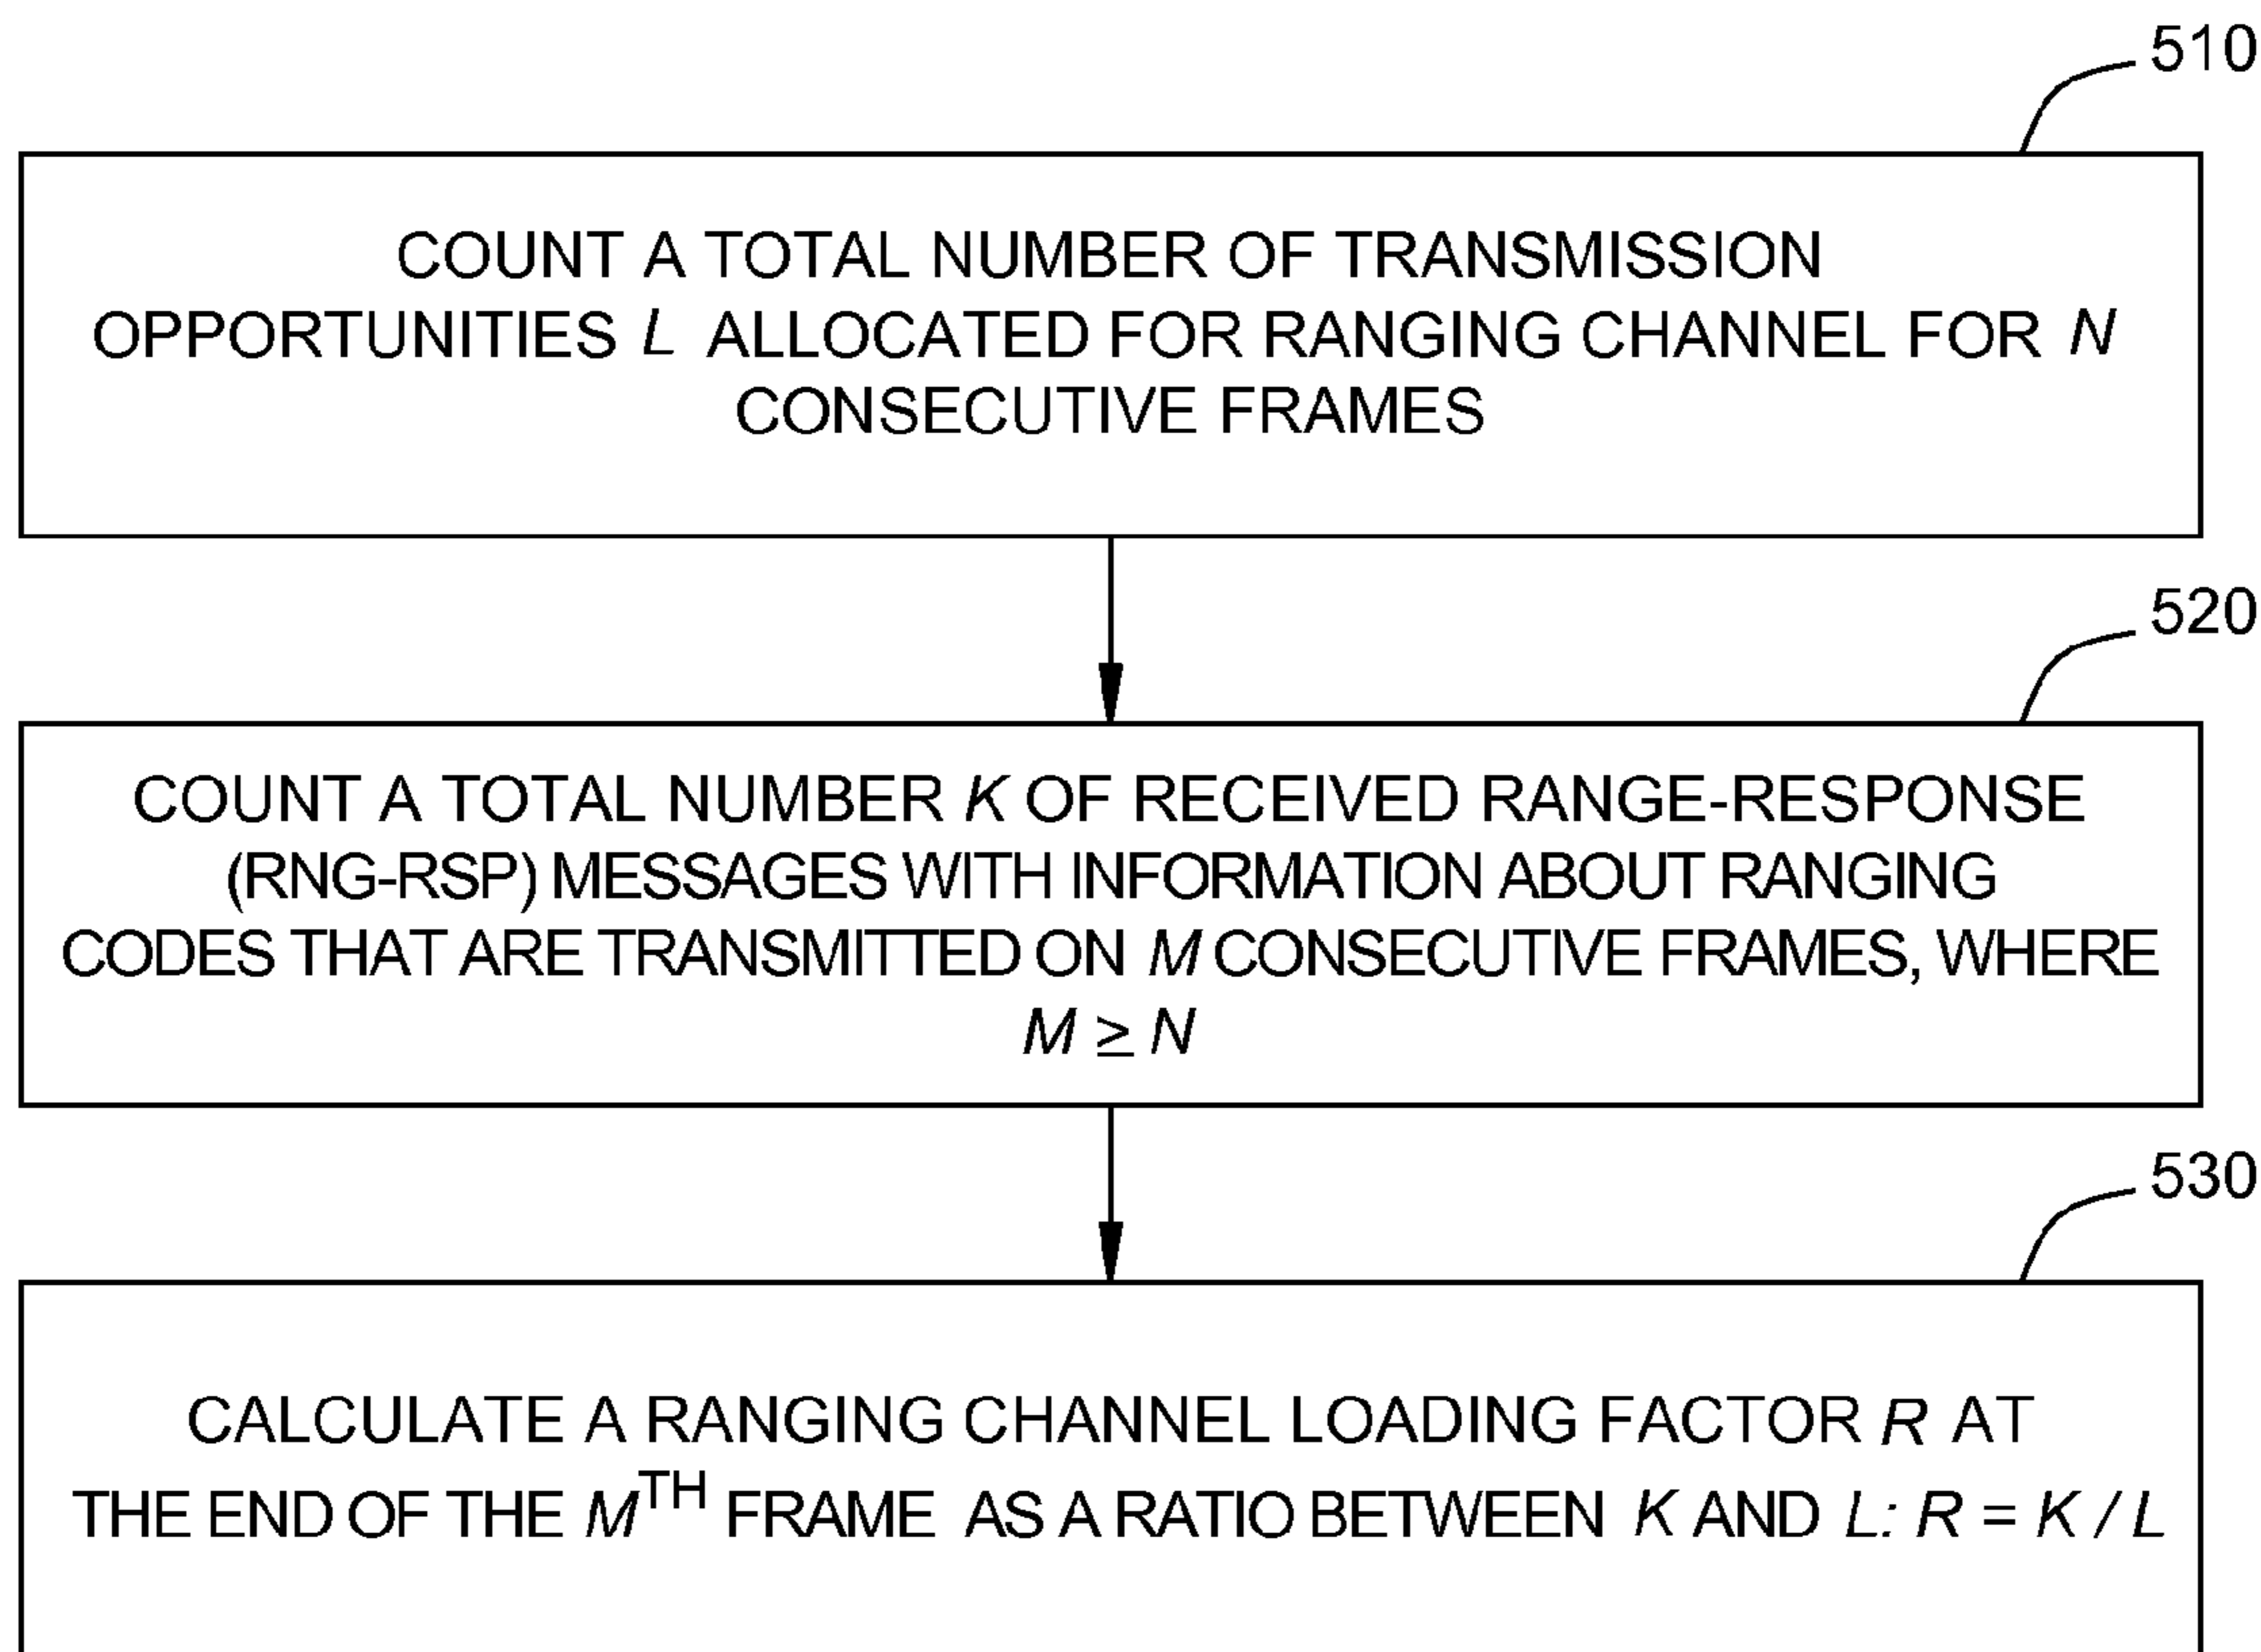 510
COUNT A TOTAL NUMBER OF TRANSMISSION
OPPORTUNITIES L ALLOCATED FOR RANGING CHANNEL FOR N
CONSECUTIVE FRAMES
520
COUNT A TOTAL NUMBER K OF RECEIVED RANGE-RESPONSE
(RNG-RSP) MESSAGES WITH INFORMATION ABOUT RANGING
CODES THAT ARE TRANSMITTED ON M CONSECUTIVE FRAMES, WHERE
M ≥ N
530
CALCULATE A RANGING CHANNEL LOADING FACTOR R AT
THE END OF THE M^TH FRAME AS A RATIO BETWEEN K AND L: R = K / L